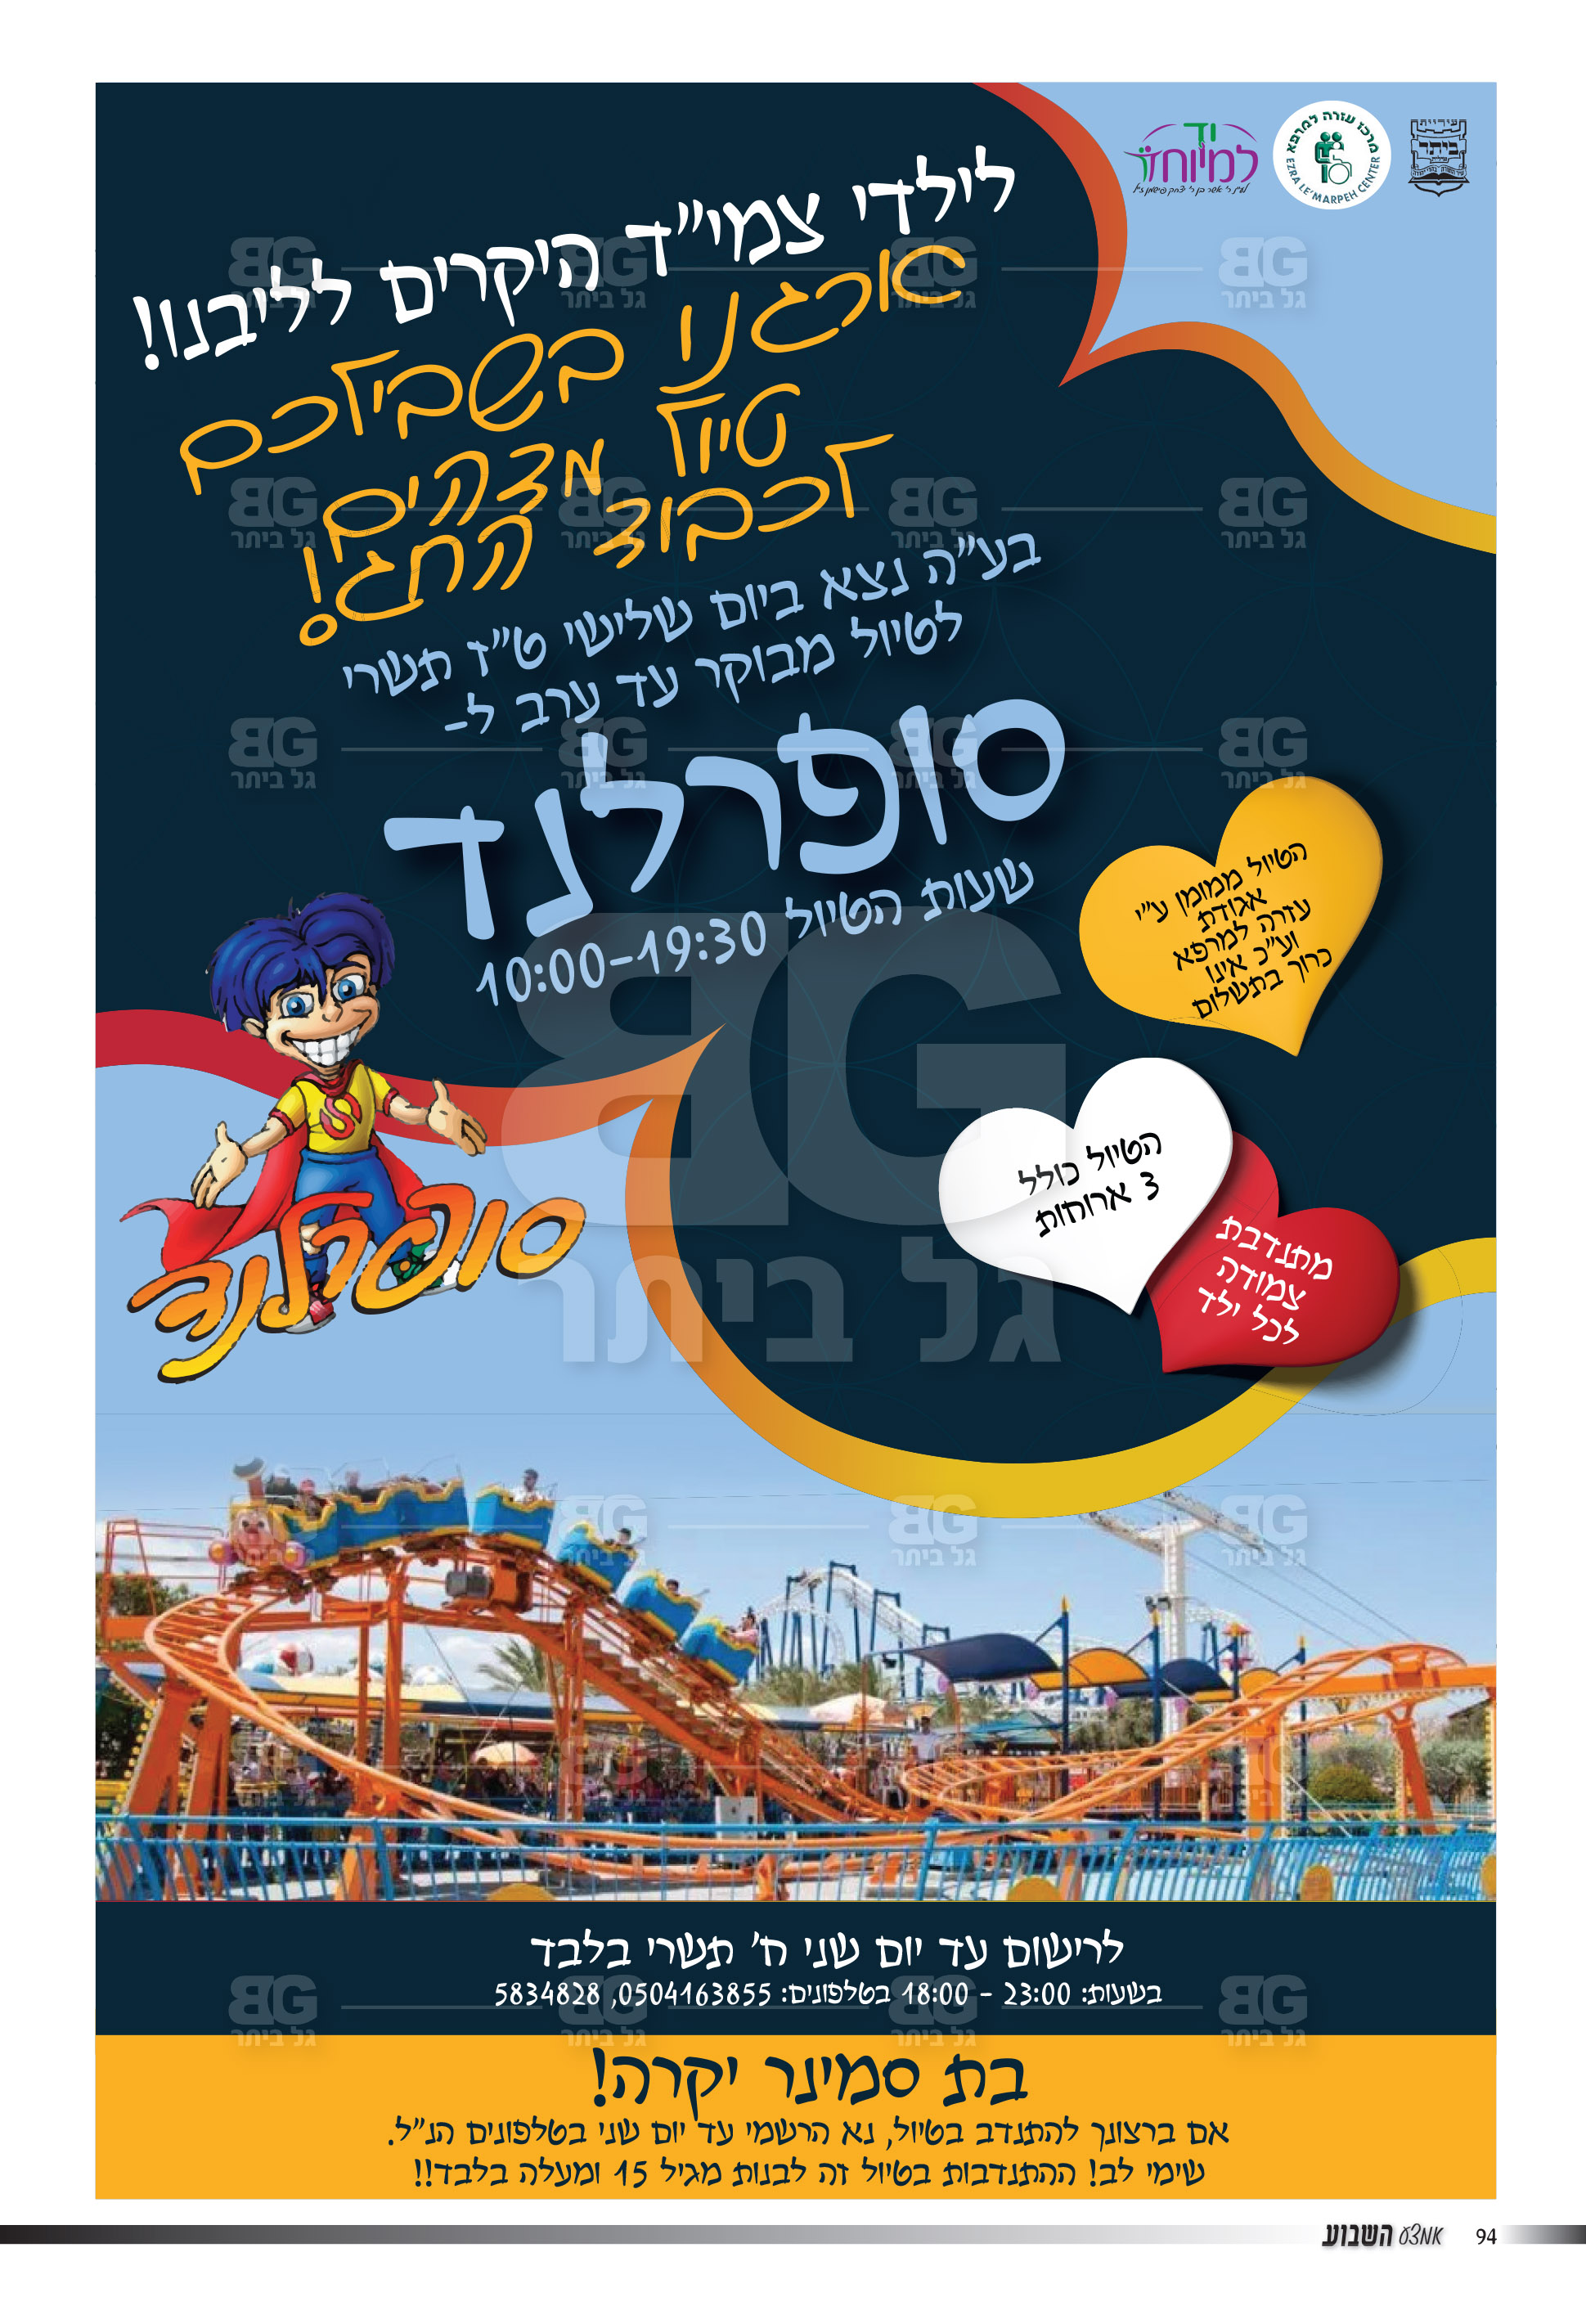 עיריית
ביתר
מרכז עזרה למרפא
EZRA LE'MARPEH CENTER
יד
למיוחד
לילדי צמי"ד היקרים לליבנו!
ארגנו בשבילכם
טיול מדהים
לכבוד החג!
בע"ה נצא ביום שלישי ט"ז תשרי
לטיול מבוקר עד ערב ל-
סופרלנד
שעות הטיול 10:00-19:30
הטיול ממומן ע"י
אגודת
עזרה למרפא
וע"כ אינו
כרוך בתשלום
הטיול כולל
3 ארוחות
מתנדבת
צמודה
לכל ילד
סופרלנד
BG
גל ביתר
לרישום עד יום שני ח' תשרי בלבד
בשעות: 23:00 - 18:00 בטלפונים: 0504163855, 5834828
בת סמינר יקרה!
אם ברצונך להתנדב בטיול, נא הרשמי עד יום שני בטלפונים הנ"ל.
שימי לב! ההתנדבות בטיול זה לבנות מגיל 15 ומעלה בלבד!!
94 אמצע השבוע